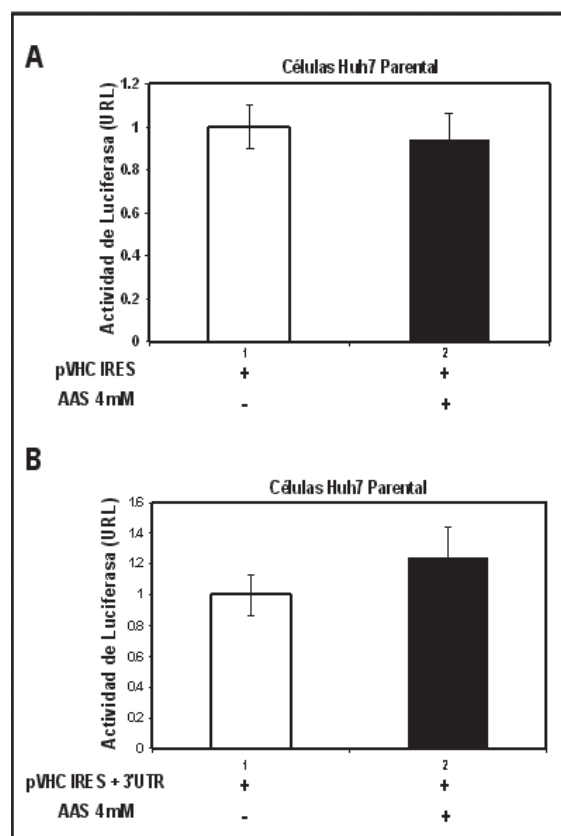 A
Células Huh7 Parental
Actividad de Luciferasa (URL)
1.2
1
0.8
0.6
0.4
0.2
0
1 2
pVHC IRES + +
AAS 4mM - +
B
Células Huh7 Parental
Actividad de Luciferasa (URL)
1.6
1.4
1.2
1
0.8
0.6
0.4
0.2
0
1 2
pVHC IRES + 3'UTR + +
AAS 4mM - +